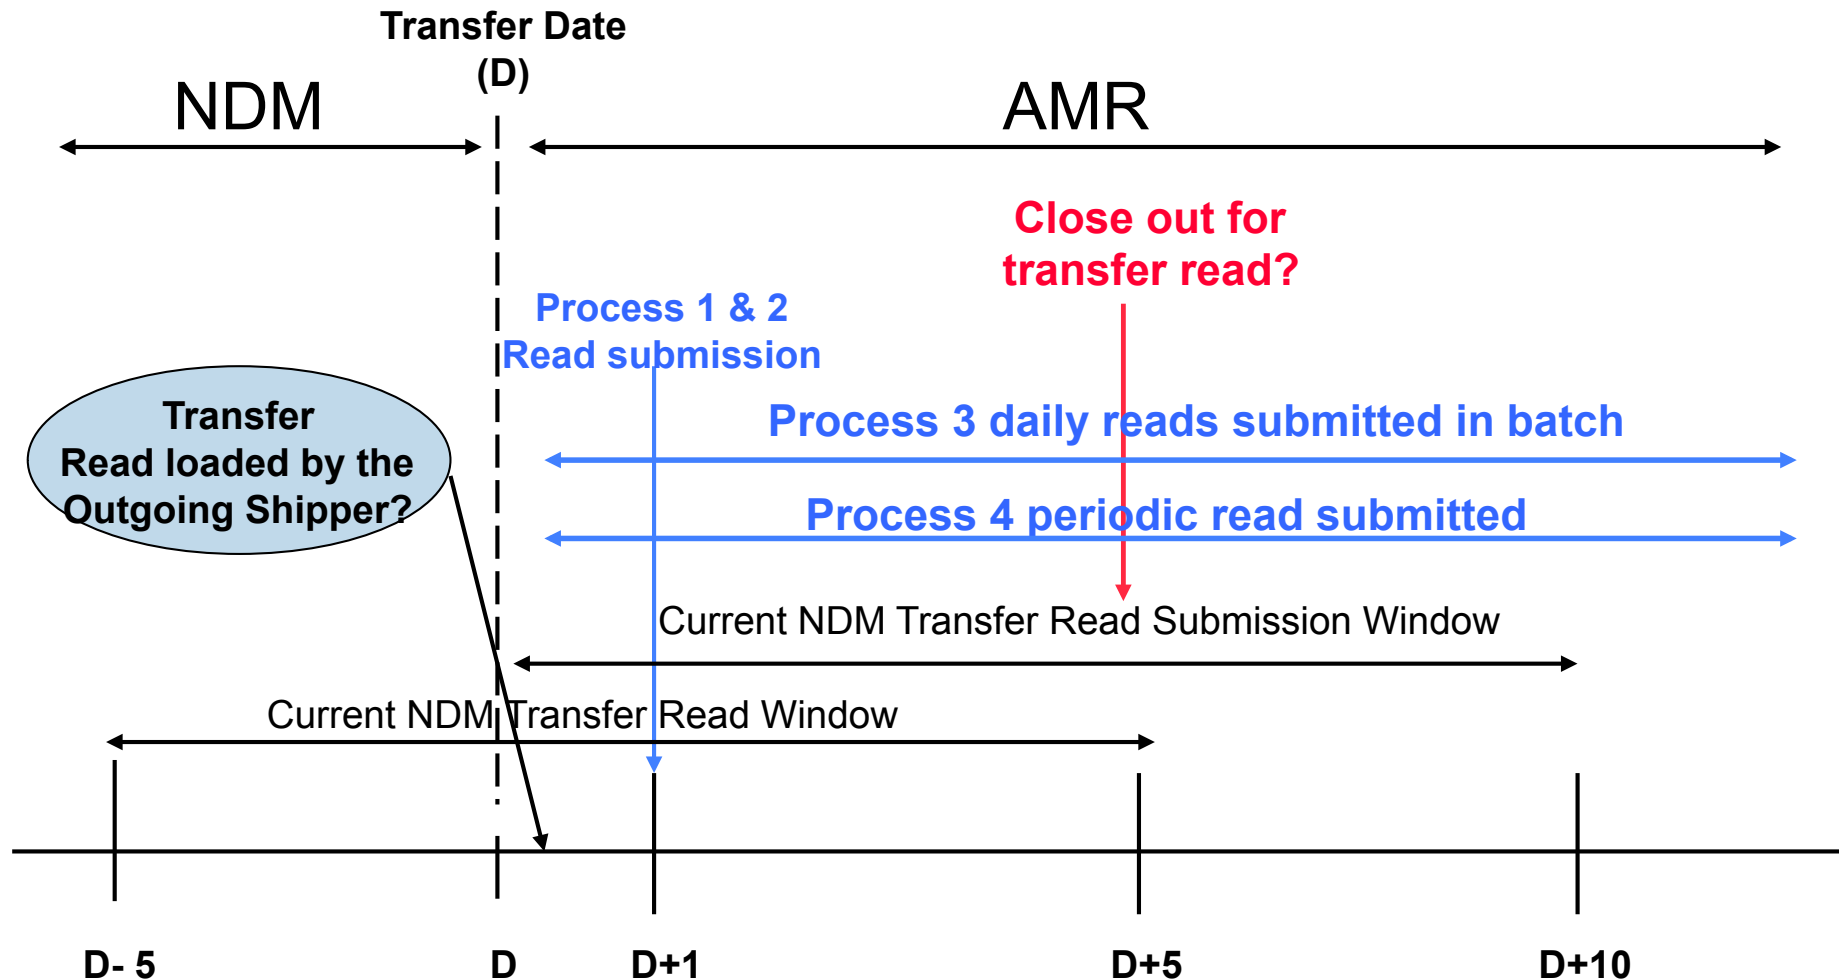 Transfer Date
(D)
NDM
AMR
Close out for
transfer read?
Process 1 & 2
Read submission
Transfer
Read loaded by the
Outgoing Shipper?
Process 3 daily reads submitted in batch
Process 4 periodic read submitted
Current NDM Transfer Read Submission Window
Current NDM Transfer Read Window
D- 5
D
D+1
D+5
D+10